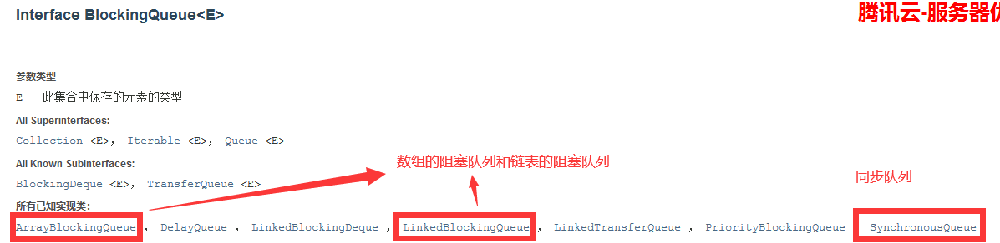 Interface BlockingQueue<E>
腾讯云-服务器
参数类型
E - 此集合中保存的元素的类型
All Superinterfaces:
Collection <E>, Iterable <E>, Queue <E>
All Known Subinterfaces:
数组的阻塞队列和链表的阻塞队列
同步队列
BlockingDeque <E>, TransferQueue <E>
所有已知实现类:
ArrayBlockingQueue , DelayQueue , LinkedBlockingDeque , LinkedBlockingQueue , LinkedTransferQueue , PriorityBlockingQueue SynchronousQueue